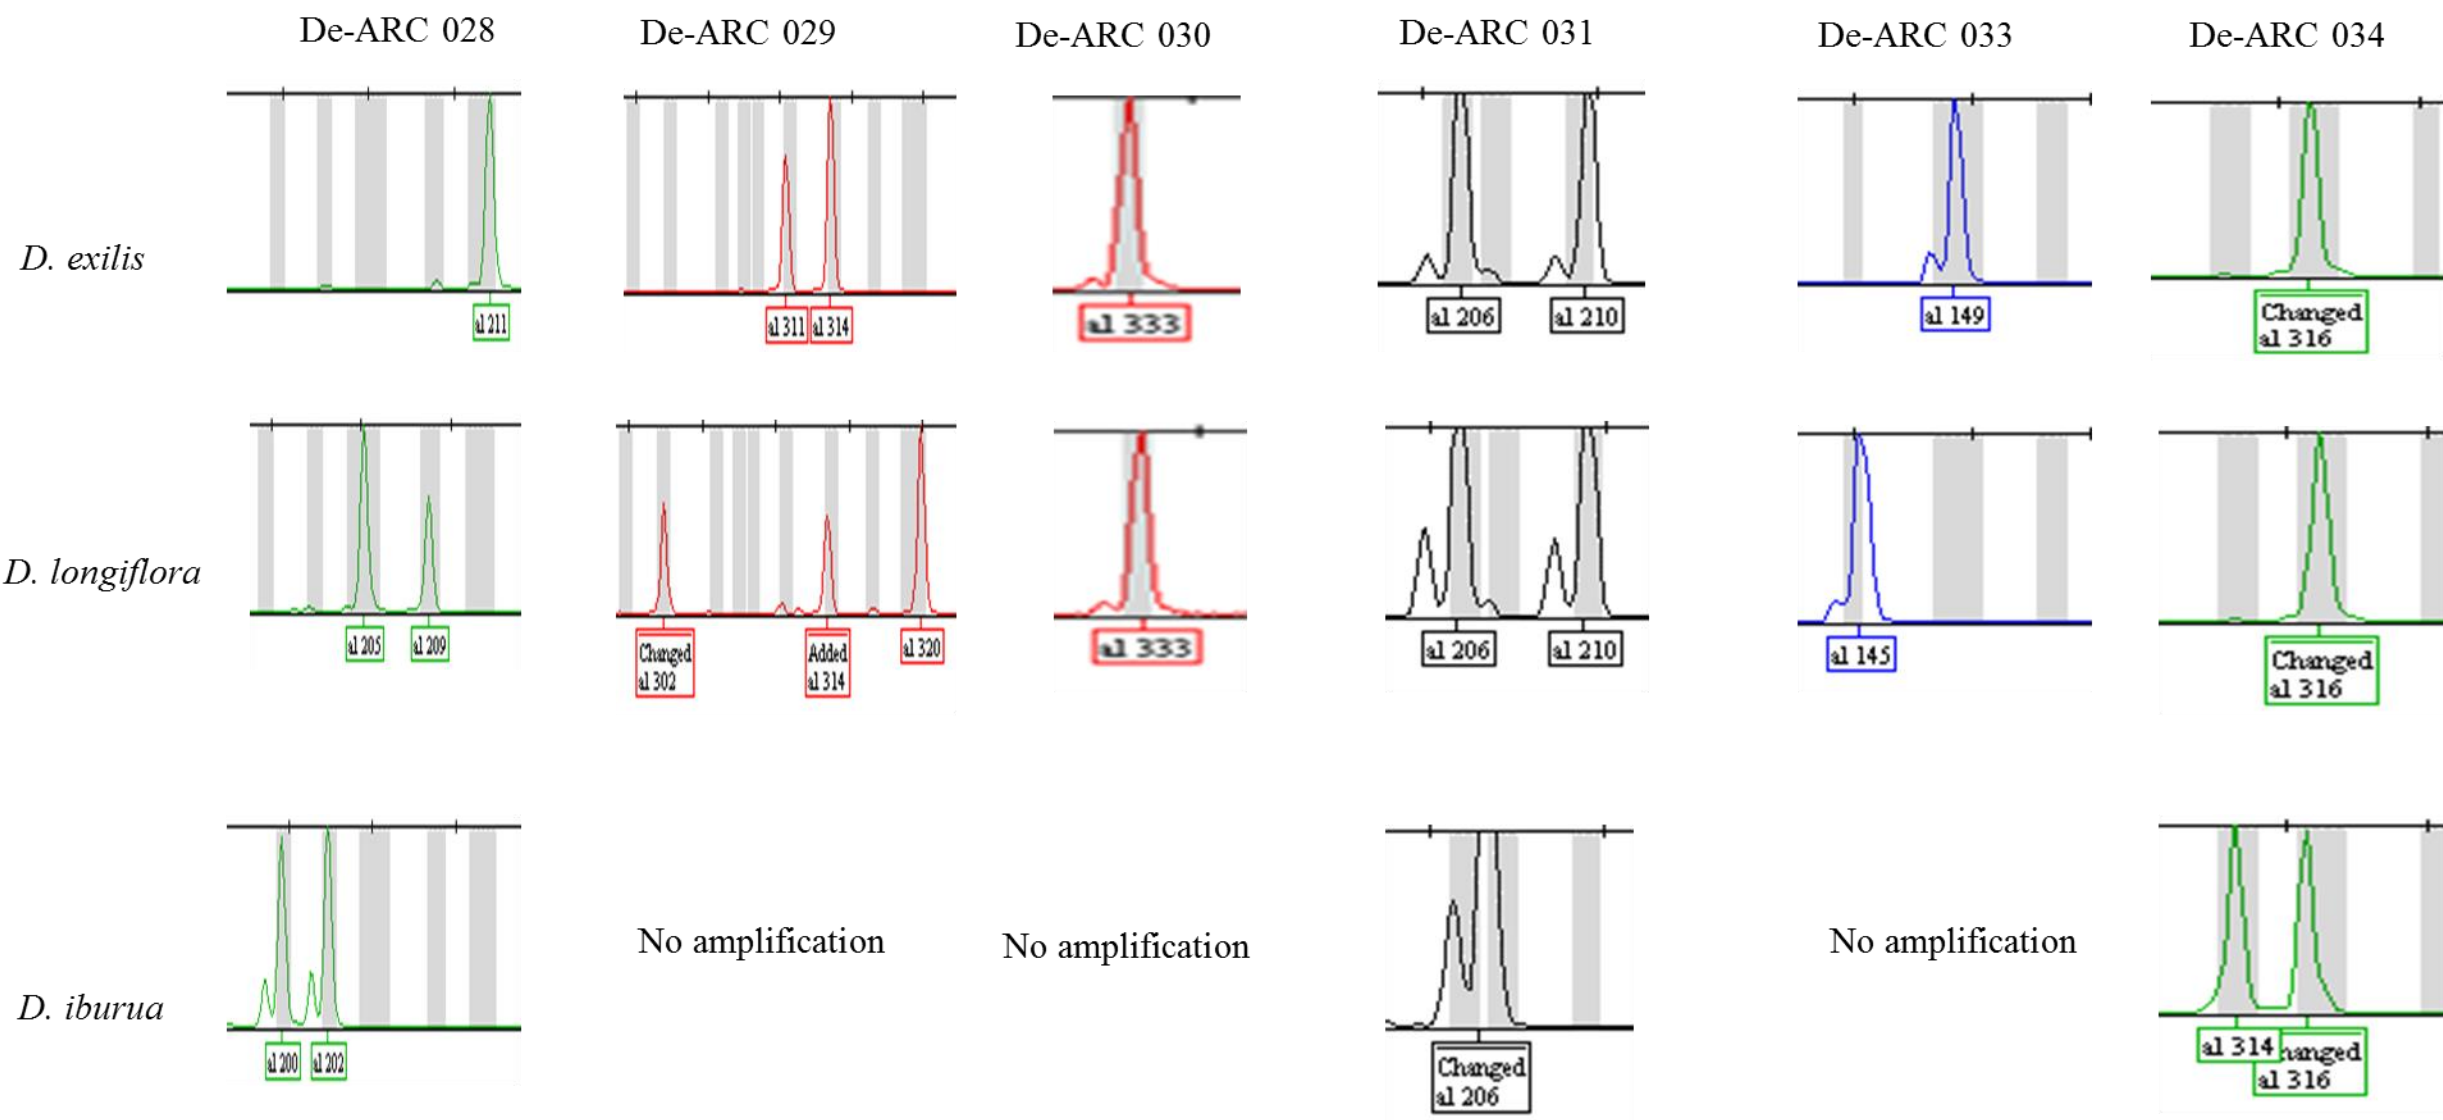 De-ARC 028
De-ARC 029
De-ARC 030
De-ARC 031
De-ARC 033
De-ARC 034
D. exilis
al 211
al 311
al 314
al 333
al 206
al 210
al 149
Changed
al 316
D. longiflora
al 205
al 209
Changed
al 302
Added
al 314
al 320
al 333
al 206
al 210
al 145
Changed
al 316
D. iburua
al 200
al 202
No amplification
No amplification
Changed
al 206
No amplification
al 314
hanged
al 316